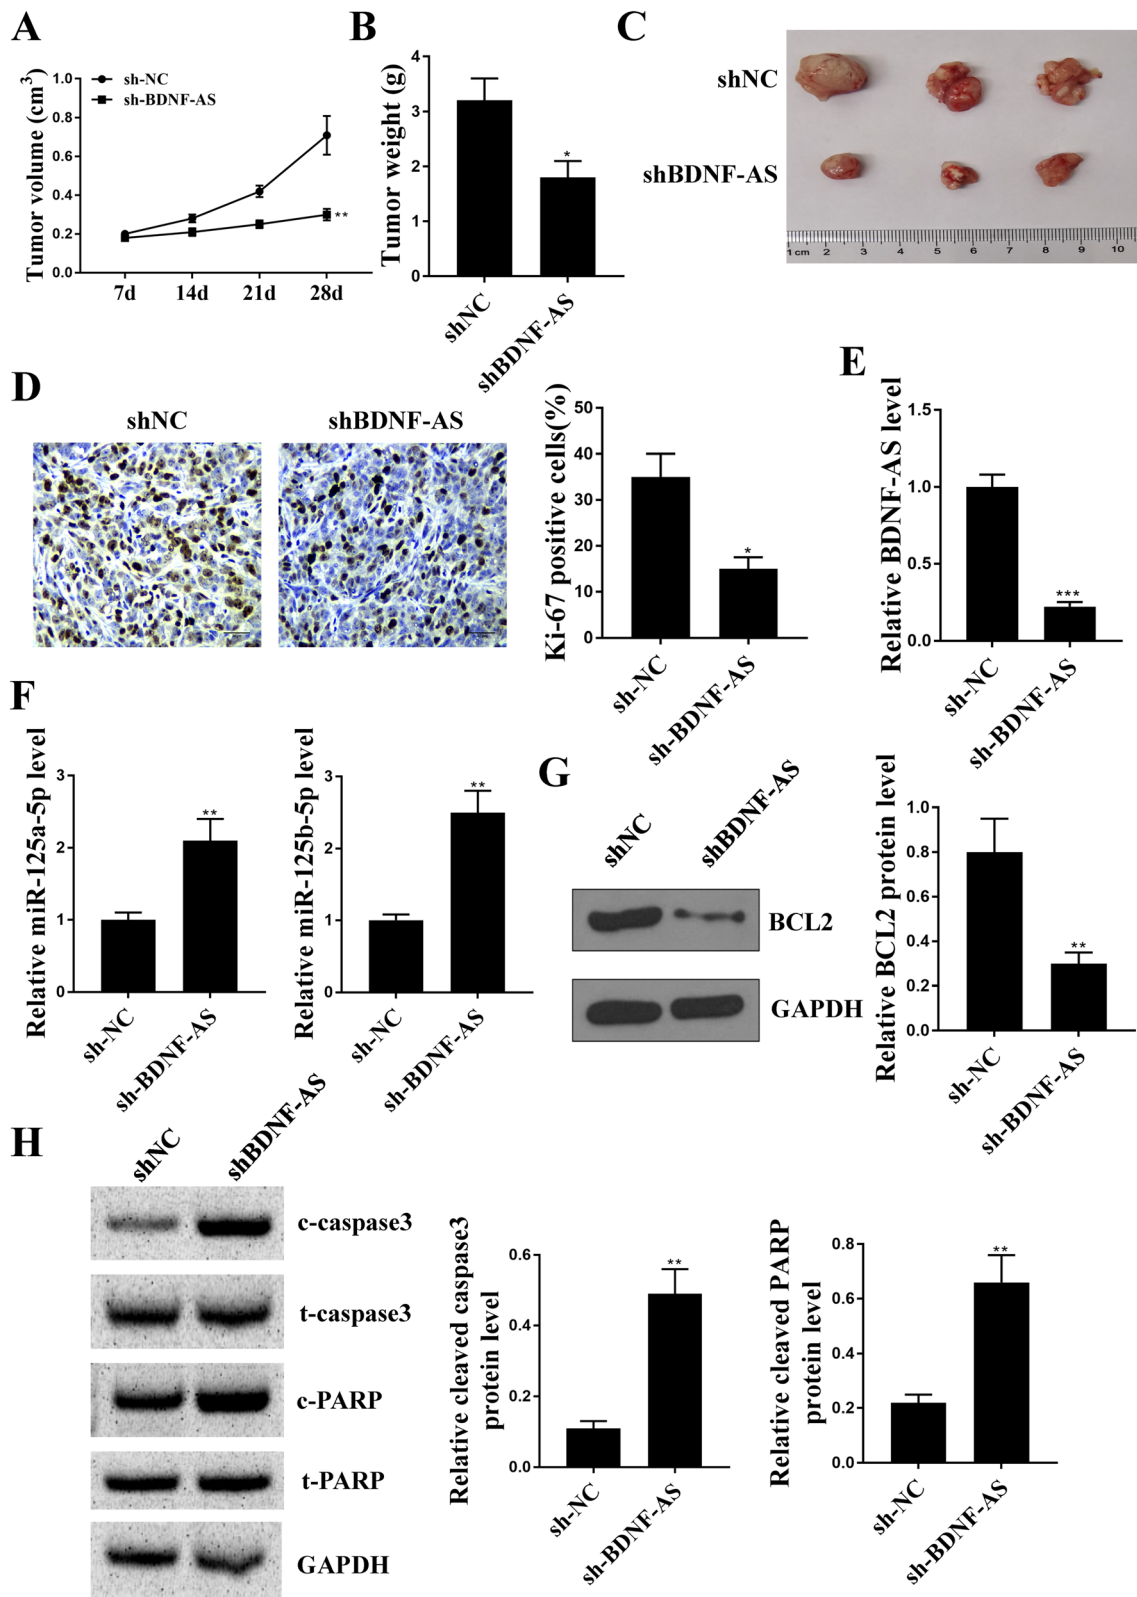 A
Tumor volume (cm3)
1.0
0.8
0.6
0.4
0.2
0.0
sh-NC
sh-BDNF-AS
**
7d 14d 21d 28d
B
Tumor weight (g)
4
3
2
1
0
*
shNC
shBDNF-AS
C
shNC
shBDNF-AS
1 cm 2 3 4 5 6 7 8 9 10
D
shNC
shBDNF-AS
Ki-67 positive cells(%)
50
40
30
20
10
0
*
sh-NC
sh-BDNF-AS
E
Relative BDNF-AS level
1.5
1.0
0.5
0.0
***
sh-NC
sh-BDNF-AS
F
Relative miR-125a-5p level
3
2
1
0
**
sh-NC
sh-BDNF-AS
Relative miR-125b-5p level
3
2
1
0
**
sh-NC
sh-BDNF-AS
G
shNC
shBDNF-AS
BCL2
GAPDH
Relative BCL2 protein level
1.0
0.8
0.6
0.4
0.2
0.0
**
sh-NC
sh-BDNF-AS
H
shNC
shBDNF-AS
c-caspase3
t-caspase3
c-PARP
t-PARP
GAPDH
Relative cleaved caspase3
protein level
0.6
0.4
0.2
0.0
**
sh-NC
sh-BDNF-AS
Relative cleaved PARP
protein level
0.8
0.6
0.4
0.2
0.0
**
sh-NC
sh-BDNF-AS